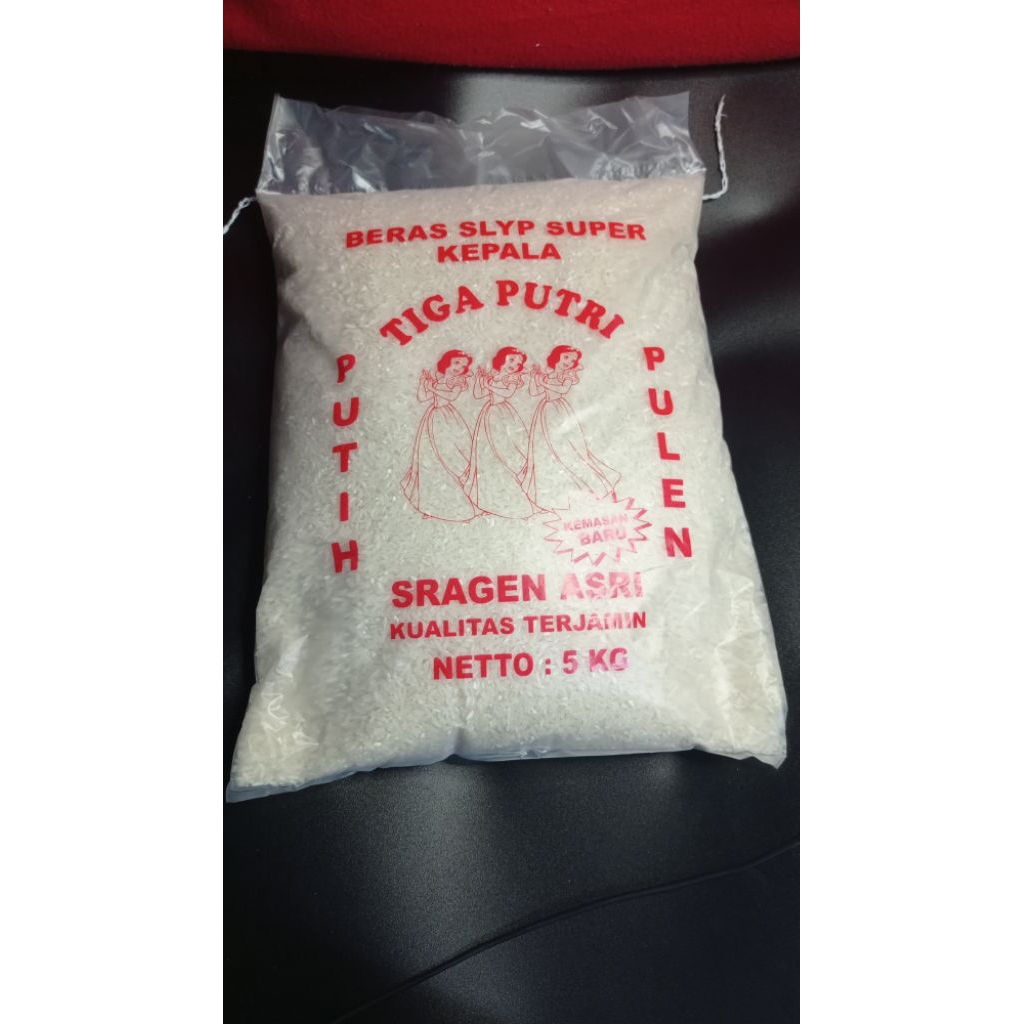 BERAS SLYP SUPER
KEPALA
TIGA PUTRI
PUTIH
PULEN
KEMASAN
BARU
SRAGEN ASRI
KUALITAS TERJAMIN
NETTO : 5 KG